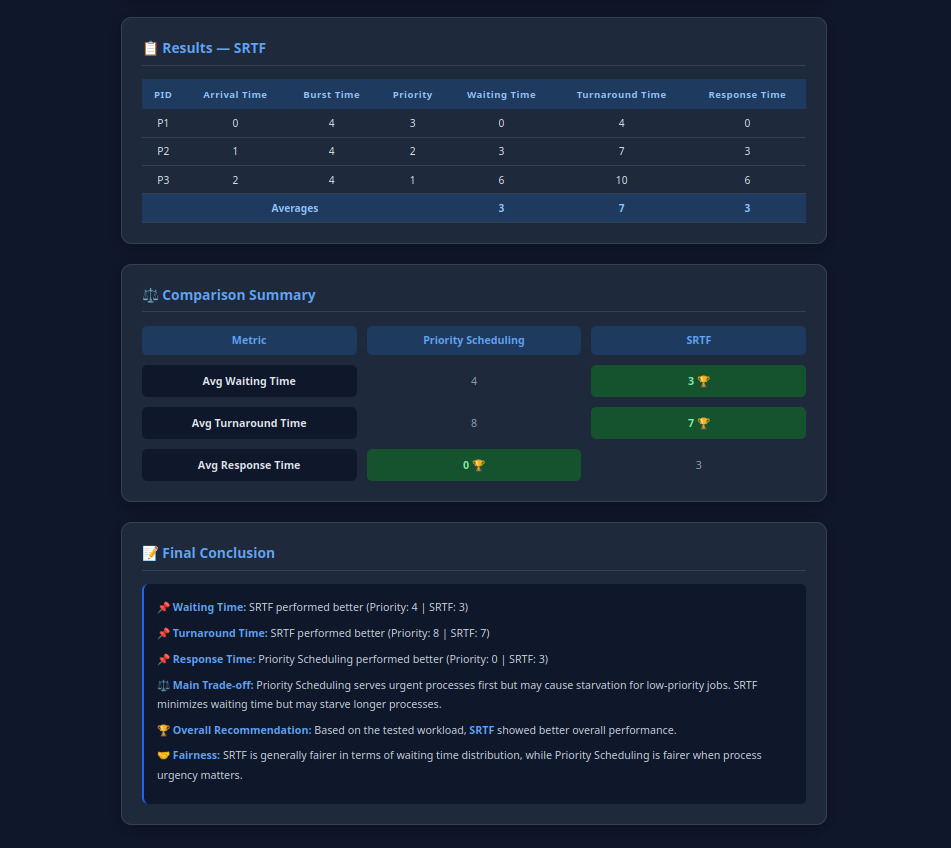 📋 Results — SRTF
PID Arrival Time Burst Time Priority Waiting Time Turnaround Time Response Time
P1 0 4 3 0 4 0
P2 1 4 2 3 7 3
P3 2 4 1 6 10 6
Averages 3 7 3
⚖️ Comparison Summary
Metric Priority Scheduling SRTF
Avg Waiting Time 4 3 🏆
Avg Turnaround Time 8 7 🏆
Avg Response Time 0 🏆 3
📝 Final Conclusion
📌 Waiting Time: SRTF performed better (Priority: 4 | SRTF: 3)
📌 Turnaround Time: SRTF performed better (Priority: 8 | SRTF: 7)
📌 Response Time: Priority Scheduling performed better (Priority: 0 | SRTF: 3)
⚖️ Main Trade-off: Priority Scheduling serves urgent processes first but may cause starvation for low-priority jobs. SRTF
minimizes waiting time but may starve longer processes.
🏆 Overall Recommendation: Based on the tested workload, SRTF showed better overall performance.
🤝 Fairness: SRTF is generally fairer in terms of waiting time distribution, while Priority Scheduling is fairer when process
urgency matters.